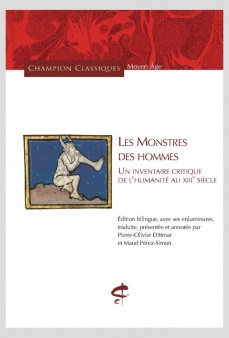 CHAMPION CLASSIQUES Moyen Âge
LES MONSTRES
DES HOMMES
UN INVENTAIRE CRITIQUE
DE L'HUMANITÉ AU XIIIe SIÈCLE
Édition bilingue, avec ses enluminures,
traduite, présentée et annotée par
Pierre-Olivier Dittmar
et Maud Pérez-Simon